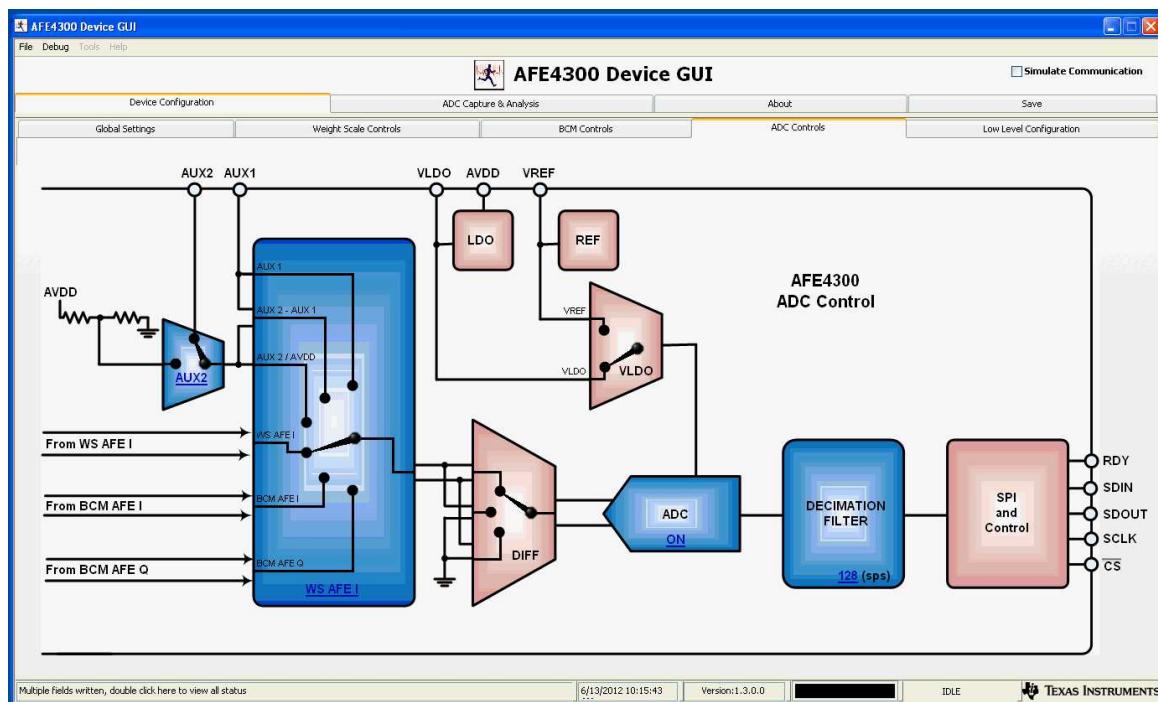 AFE4300 Device GUI
File Debug Tools Help
AFE4300 Device GUI
Simulate Communication
Device Configuration
ADC Capture & Analysis
About
Save
Global Settings
Weight Scale Controls
BCM Controls
ADC Controls
Low Level Configuration
AUX2 AUX1 VLDO AVDD VREF
LDO
REF
AUX 1
AFE4300
ADC Control
AVDD
AUX 2 - AUX 1
VREF
AUX 2 / AVDD
AUX2
VLDO
VLDO
From WS AFE I
WS AFE I
From BCM AFE I
BCM AFE I
From BCM AFE Q
BCM AFE Q
WS AFE I
DIFF
ADC
ON
DECIMATION
FILTER
128 (sps)
SPI
and
Control
RDY
SDIN
SDOUT
SCLK
CS
Multiple fields written, double click here to view all status
6/13/2012 10:15:43
Version:1.3.0.0
IDLE
TEXAS INSTRUMENTS